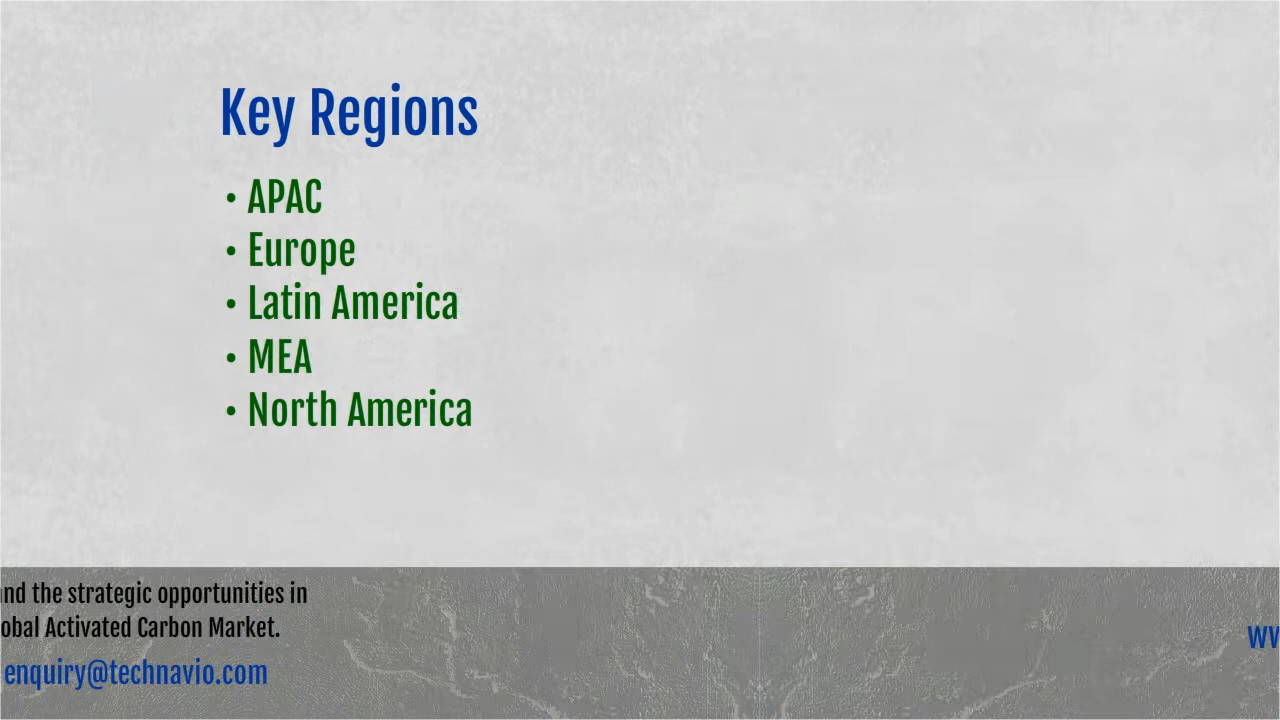 Key Regions
• APAC
• Europe
• Latin America
• MEA
• North America
and the strategic opportunities in
obal Activated Carbon Market.
enquiry@technavio.com